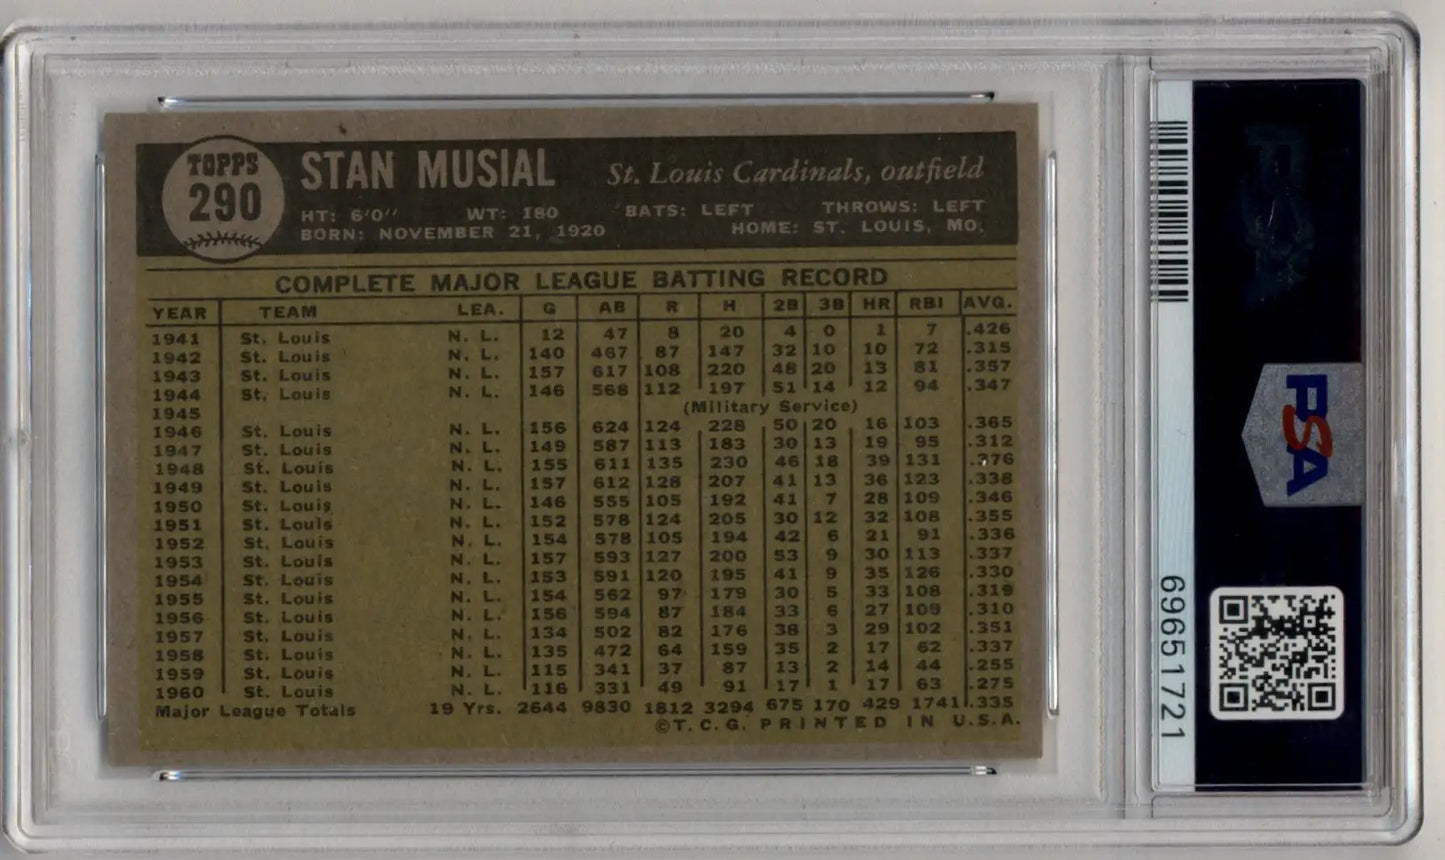 TOPPS
290
STAN MUSIAL St. Louis Cardinals, outfield
HT: 6'0" WT: 180 BATS: LEFT THROWS: LEFT
BORN: NOVEMBER 21, 1920 HOME: ST. LOUIS, MO.
COMPLETE MAJOR LEAGUE BATTING RECORD
YEAR TEAM LEA. G AB R H 2B 3B HR RBI AVG.
1941 St. Louis N. L. 12 47 8 20 4 0 1 7 .426
1942 St. Louis N. L. 140 467 87 147 32 10 10 72 .315
1943 St. Louis N. L. 157 617 108 220 48 20 13 81 .357
1944 St. Louis N. L. 146 568 112 197 51 14 12 94 .347
1945 (Military Service)
1946 St. Louis N. L. 156 624 124 228 50 20 16 103 .365
1947 St. Louis N. L. 149 587 113 183 30 13 19 95 .312
1948 St. Louis N. L. 155 611 135 230 46 18 39 131 .376
1949 St. Louis N. L. 157 612 128 207 41 13 36 123 .338
1950 St. Louis N. L. 146 555 105 192 41 7 28 109 .346
1951 St. Louis N. L. 152 578 124 205 30 12 32 108 .355
1952 St. Louis N. L. 154 578 105 194 42 6 21 91 .336
1953 St. Louis N. L. 157 593 127 200 53 9 30 113 .337
1954 St. Louis N. L. 153 591 120 195 41 9 35 126 .330
1955 St. Louis N. L. 154 562 97 179 30 5 33 108 .319
1956 St. Louis N. L. 156 594 87 184 33 6 27 109 .310
1957 St. Louis N. L. 134 502 82 176 38 3 29 102 .351
1958 St. Louis N. L. 135 472 64 159 35 2 17 62 .337
1959 St. Louis N. L. 115 341 37 87 13 2 14 44 .255
1960 St. Louis N. L. 116 331 49 91 17 1 17 63 .275
Major League Totals 19 Yrs. 2644 9830 1812 3294 675 170 429 1741 .335
©T.C.G. PRINTED IN U.S.A.
PSA
69651721